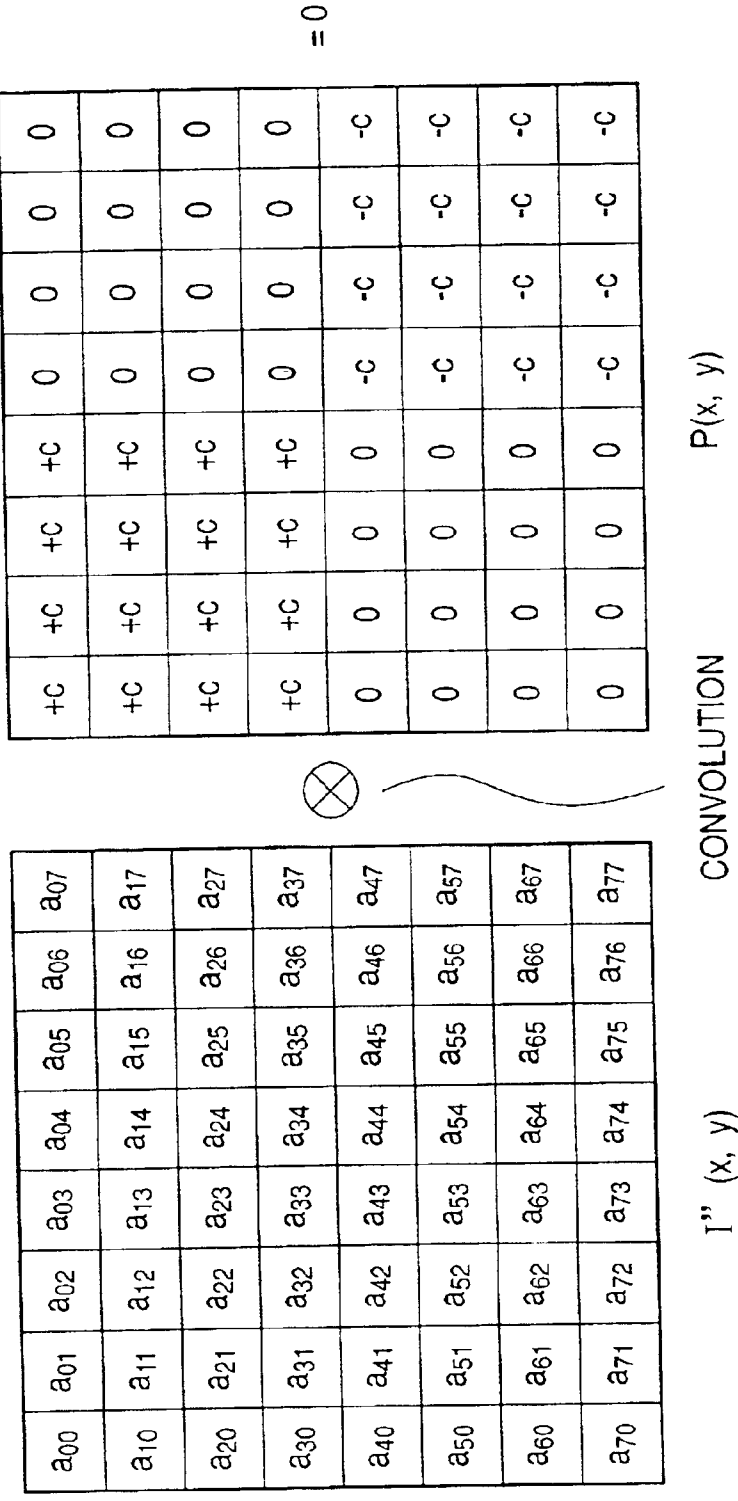 a00 a01 a02 a03 a04 a05 a06 a07 +C +C +C +C 0 0 0 0
a10 a11 a12 a13 a14 a15 a16 a17 +C +C +C +C 0 0 0 0
a20 a21 a22 a23 a24 a25 a26 a27 +C +C +C +C 0 0 0 0
a30 a31 a32 a33 a34 a35 a36 a37 +C +C +C +C 0 0 0 0
= 0
a40 a41 a42 a43 a44 a45 a46 a47 0 0 0 0 -C -C -C -C
a50 a51 a52 a53 a54 a55 a56 a57 0 0 0 0 -C -C -C -C
a60 a61 a62 a63 a64 a65 a66 a67 0 0 0 0 -C -C -C -C
a70 a71 a72 a73 a74 a75 a76 a77 0 0 0 0 -C -C -C -C
I'' (x, y) CONVOLUTION P(x, y)